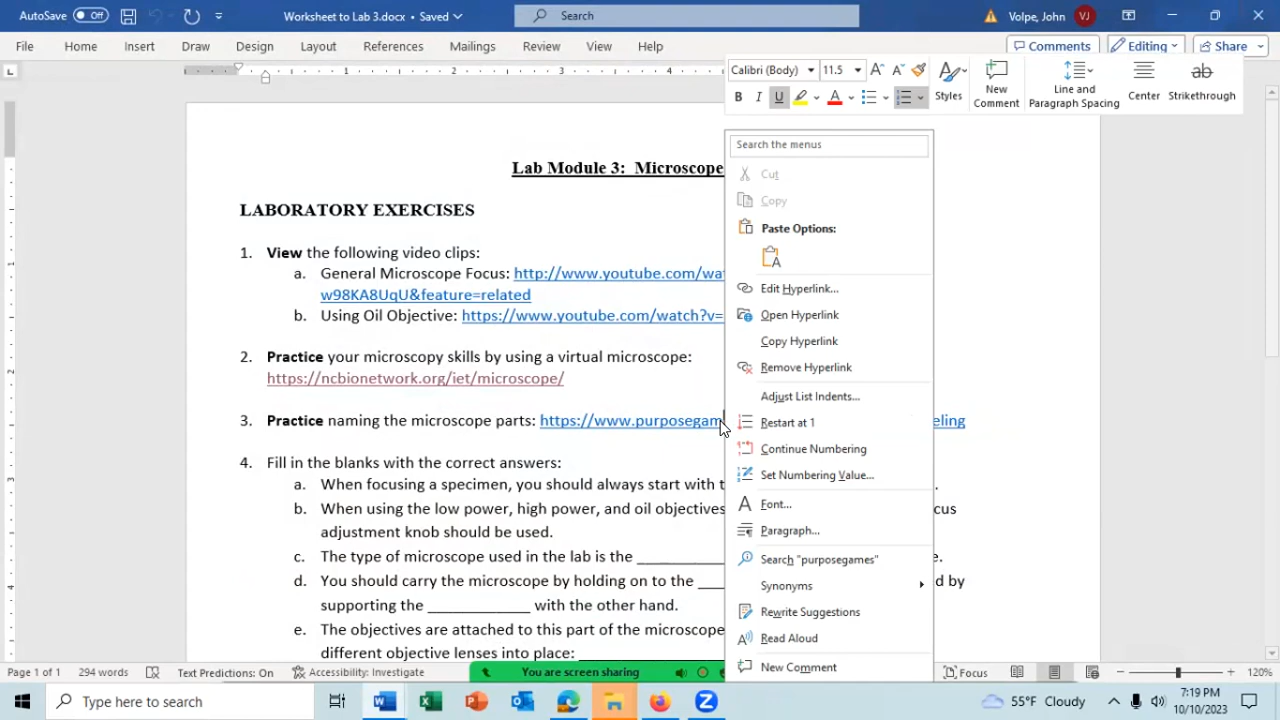 AutoSave Off Worksheet to Lab 3.docx • Saved Search Volpe, John VJ
File Home Insert Draw Design Layout References Mailings Review View Help Comments Editing Share
Calibri (Body) 11.5 Styles New Comment Line and Paragraph Spacing Center Strikethrough
B I U A
Search the menus
Cut
Copy
Paste Options:
Edit Hyperlink...
Open Hyperlink
Copy Hyperlink
Remove Hyperlink
Adjust List Indents...
Restart at 1
Continue Numbering
Set Numbering Value...
Font...
Paragraph...
Search "purposegames"
Synonyms
Rewrite Suggestions
Read Aloud
New Comment
Lab Module 3: Microscope
LABORATORY EXERCISES
1. View the following video clips:
a. General Microscope Focus: http://www.youtube.com/wa
w98KA8UqU&feature=related
b. Using Oil Objective: https://www.youtube.com/watch?v=
2. Practice your microscopy skills by using a virtual microscope:
https://ncbionetwork.org/iet/microscope/
3. Practice naming the microscope parts: https://www.purposegam eling
4. Fill in the blanks with the correct answers:
a. When focusing a specimen, you should always start with t .
b. When using the low power, high power, and oil objectives cus
adjustment knob should be used.
c. The type of microscope used in the lab is the ________ e.
d. You should carry the microscope by holding on to the ___ d by
supporting the ____________ with the other hand.
e. The objectives are attached to this part of the microscope
different objective lenses into place: ________
Page 1 of 1 294 words Text Predictions: On Accessibility: Investigate You are screen sharing Focus 120%
Type here to search 55°F Cloudy 7:19 PM
10/10/2023